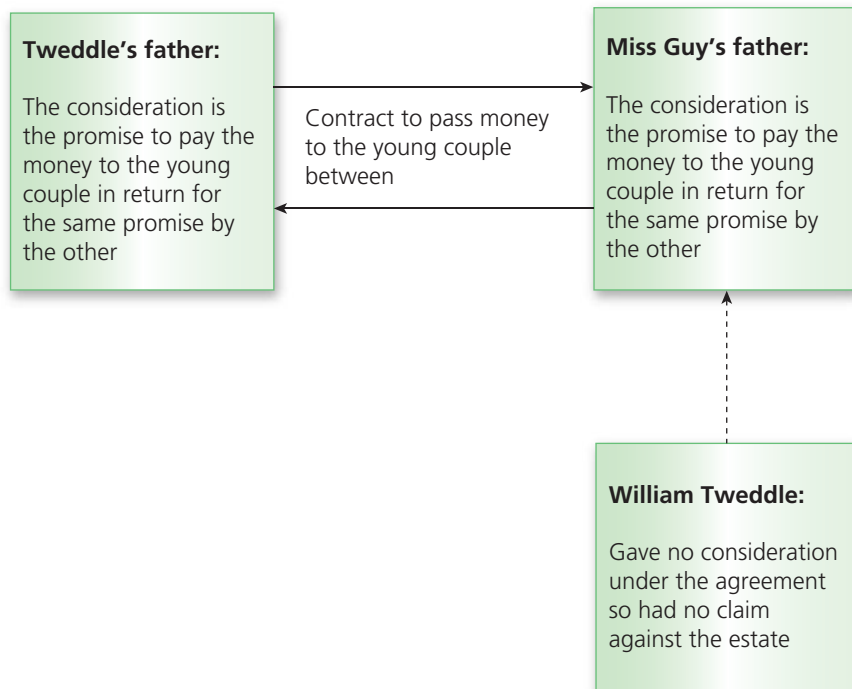 Tweddle’s father:
The consideration is
the promise to pay the
money to the young
couple in return for
the same promise by
the other
Contract to pass money
to the young couple
between
Miss Guy’s father:
The consideration is
the promise to pay the
money to the young
couple in return for
the same promise by
the other
William Tweddle:
Gave no consideration
under the agreement
so had no claim
against the estate